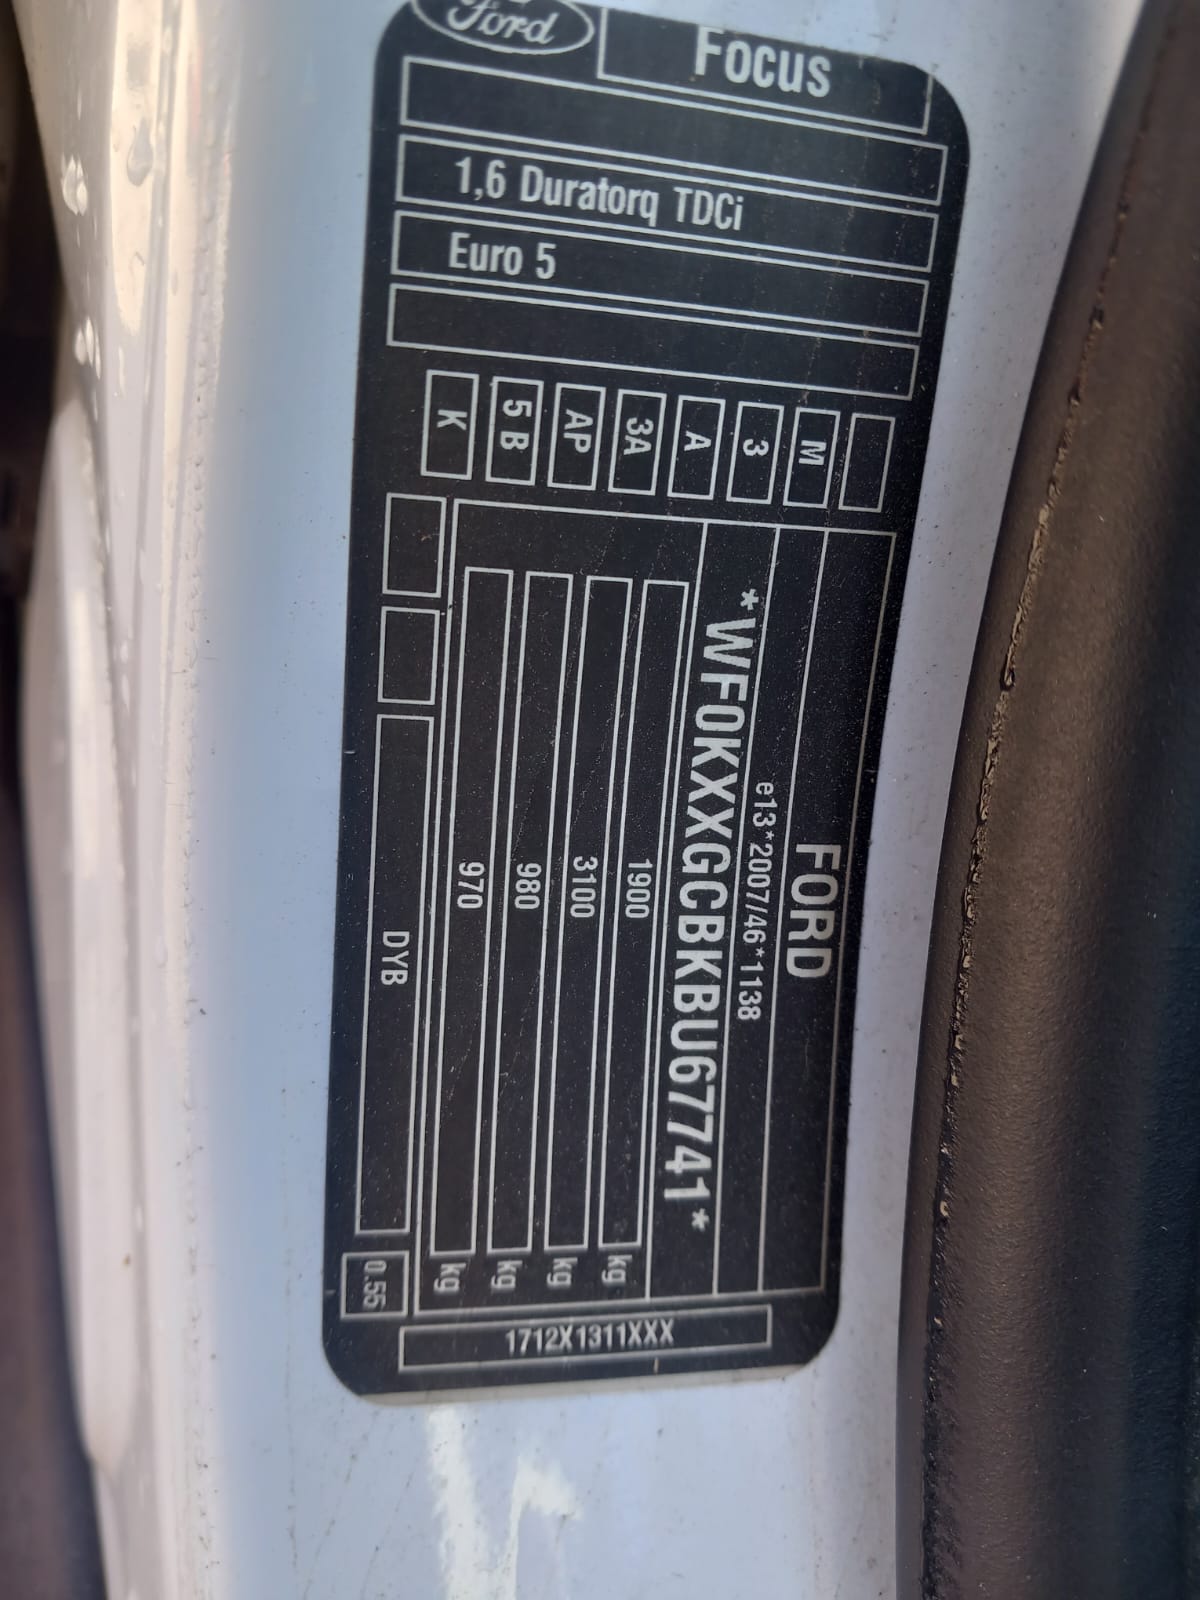 Ford
Focus
1,6 Duratorq TDCi
Euro 5
M
3
A
3A
AP
5 B
K
FORD
e13*2007/46*1138
*WF0KXXGCBKBU67741*
1900 kg
3100 kg
980 kg
970 kg
DYB
0.55
1712X1311XXX